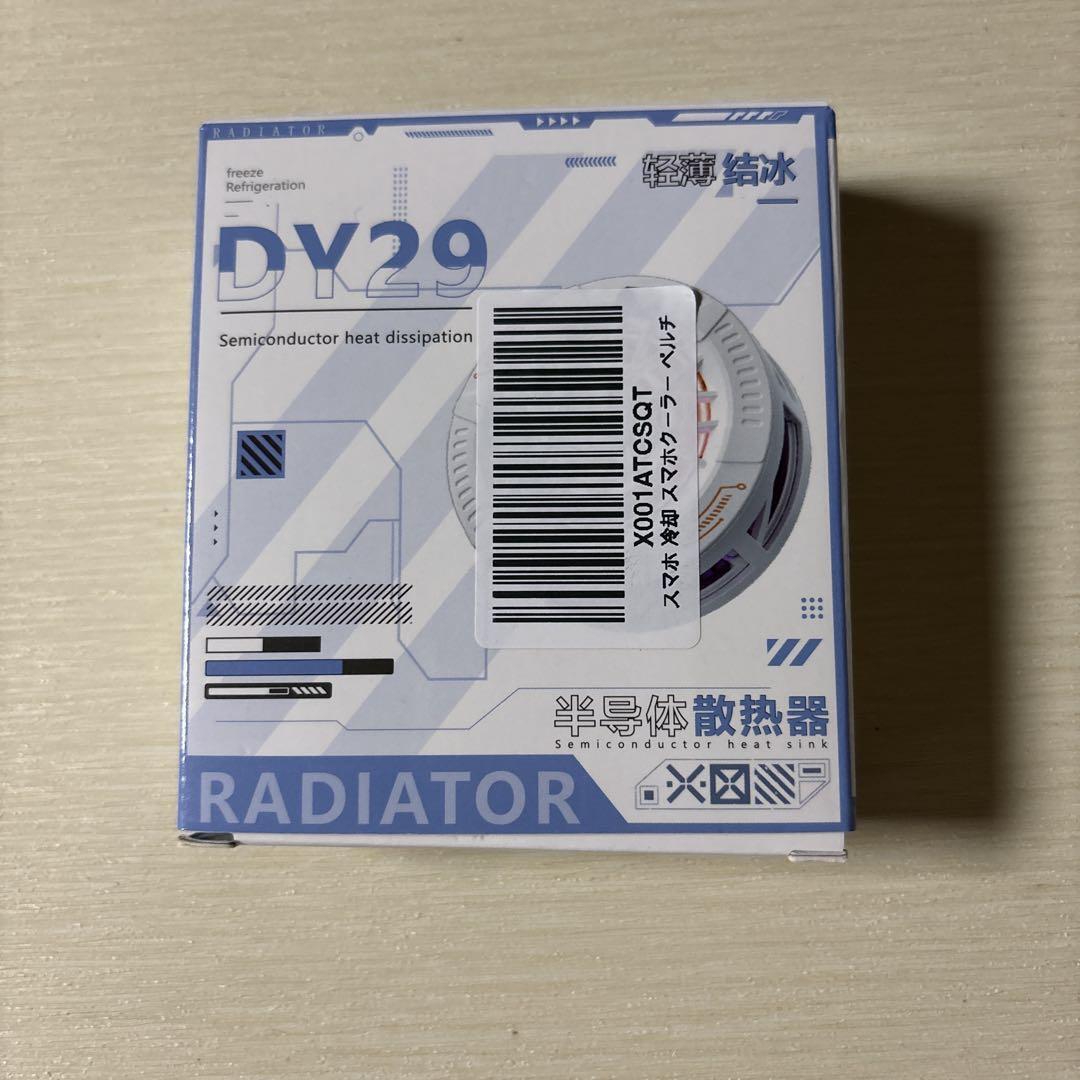 RADIATOR
freeze
Refrigeration
轻薄 结冰
DY29
Semiconductor heat dissipation
X001ATCSQT
スマホ 冷却 スマホクーラー ペルチ
半导体散热器
Semiconductor heat sink
RADIATOR